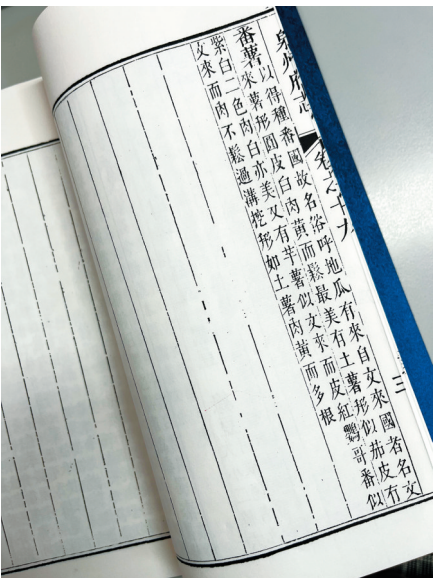 泉州府志
卷之十九
三
番薯
以得種番國故名俗呼地瓜有來自文來國者名文
來薯形圓皮白肉黃而鬆最美有土薯形似茄皮有
紫白二色肉白亦美又有芋薯似文來而皮紅鸚哥番似
文來而肉不鬆過溝挖形如土薯肉黃而多根